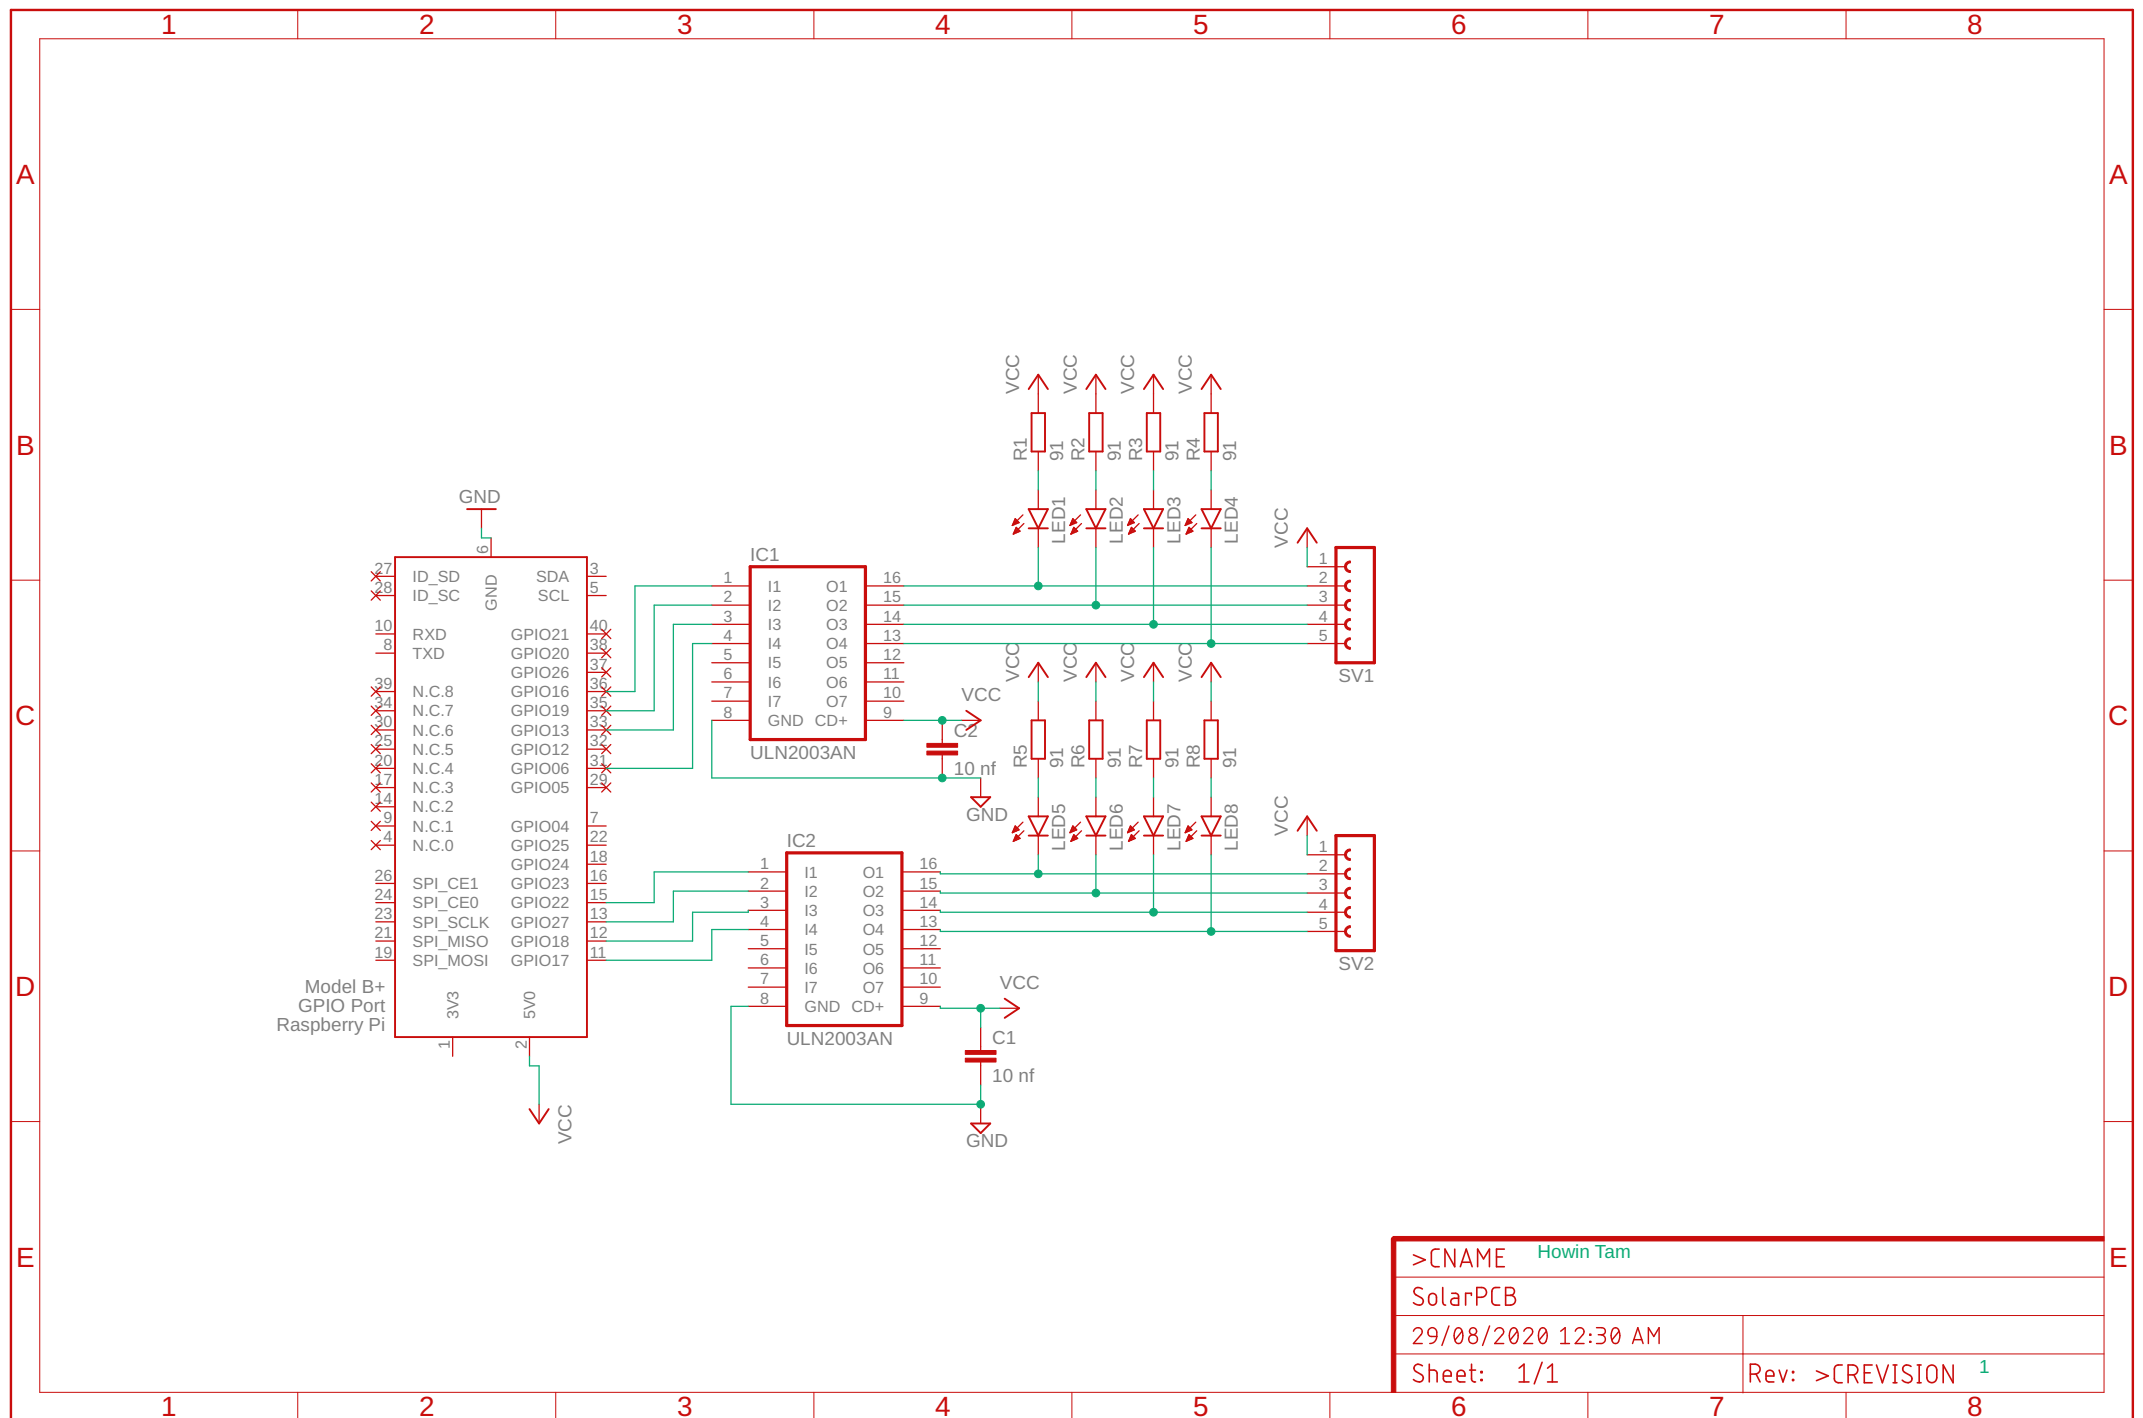 1 2 3 4 5 6 7 8
A A
VCC VCC VCC VCC
B B
R1 91 R2 91 R3 91 R4 91
GND
LED1 LED2 LED3 LED4
VCC
6
IC1
1
27 ID_SD GND SDA 3
1 I1 O1 16
2
28 ID_SC SCL 5
2 I2 O2 15
3
3 I3 O3 14
4
10 RXD GPIO21 40
4 I4 O4 13
5
8 TXD GPIO20 38
5 I5 O5 12
VCC VCC VCC VCC
GPIO26 37
6 I6 O6 11
SV1
39 N.C.8 GPIO16 36
7 I7 O7 10
VCC
34 N.C.7 GPIO19 35
8 GND CD+ 9
C C
30 N.C.6 GPIO13 33
C2
25 N.C.5 GPIO12 32
ULN2003AN
R5 91 R6 91 R7 91 R8 91
20 N.C.4 GPIO06 31
10 nf
17 N.C.3 GPIO05 29
14 N.C.2
GND
LED5 LED6 LED7 LED8
VCC
9 N.C.1 GPIO04 7
4 N.C.0 GPIO25 22
IC2
1
GPIO24 18
1 I1 O1 16
2
26 SPI_CE1 GPIO23 16
2 I2 O2 15
3
24 SPI_CE0 GPIO22 15
3 I3 O3 14
4
23 SPI_SCLK GPIO27 13
4 I4 O4 13
5
21 SPI_MISO GPIO18 12
5 I5 O5 12
19 SPI_MOSI GPIO17 11
6 I6 O6 11
SV2
7 I7 O7 10
D D
Model B+
GPIO Port
Raspberry Pi
3V3 5V0
8 GND CD+ 9
VCC
1 2
ULN2003AN
C1
10 nf
VCC
GND
E E
>CNAME Howin Tam
SolarPCB
29/08/2020 12:30 AM
Sheet: 1/1 Rev: >CREVISION 1
1 2 3 4 5 6 7 8